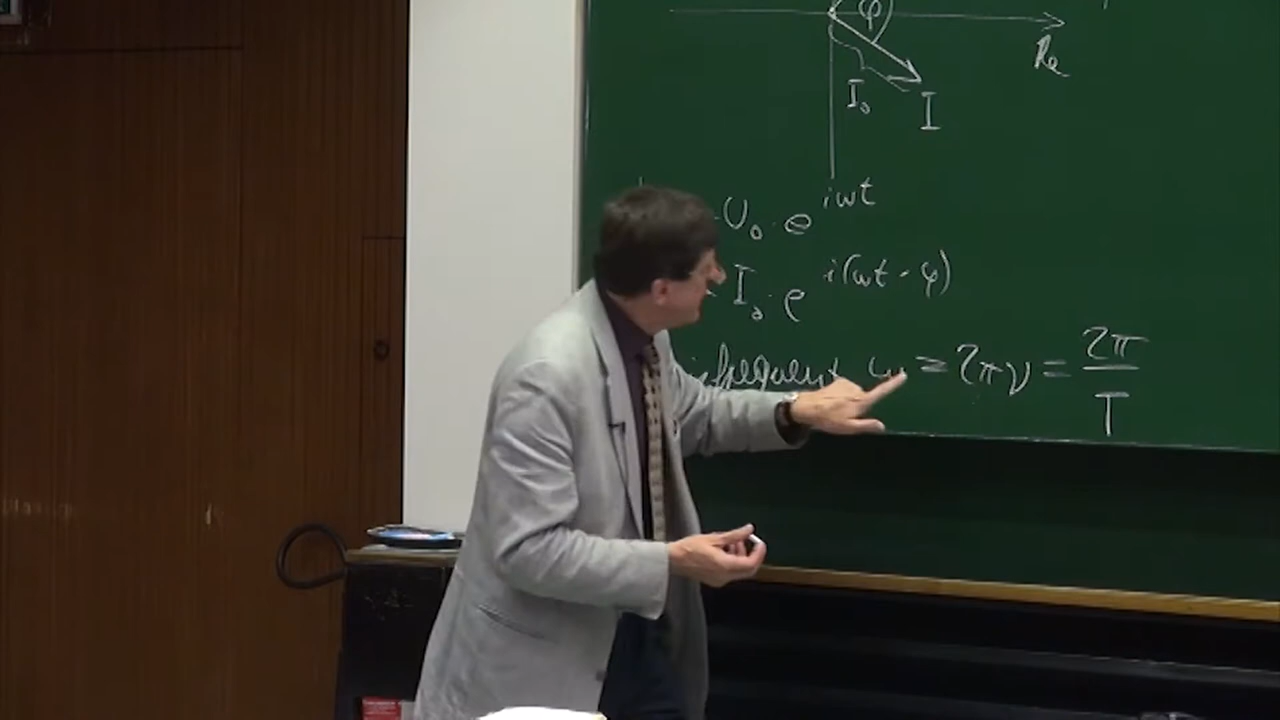 φ
Re
I₀
I
U₀ · e^{iωt}
= I₀ · e^{i(ωt - φ)}
ω = 2πν = 2π/T